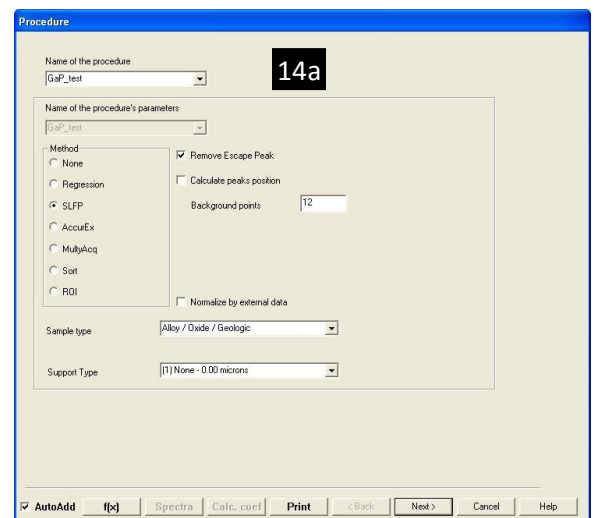 Procedure
Name of the procedure
GaP_test
14a
Name of the procedure's parameters
GaP_test
Method
None
Regression
SLFP
AccurEx
MultyAcq
Sort
ROI
Remove Escape Peak
Calculate peaks position
Background points
12
Normalize by external data
Sample type
Alloy / Oxide / Geologic
Support Type
(1) None - 0.00 microns
AutoAdd f(x) Spectra Calc. coef Print < Back Next > Cancel Help